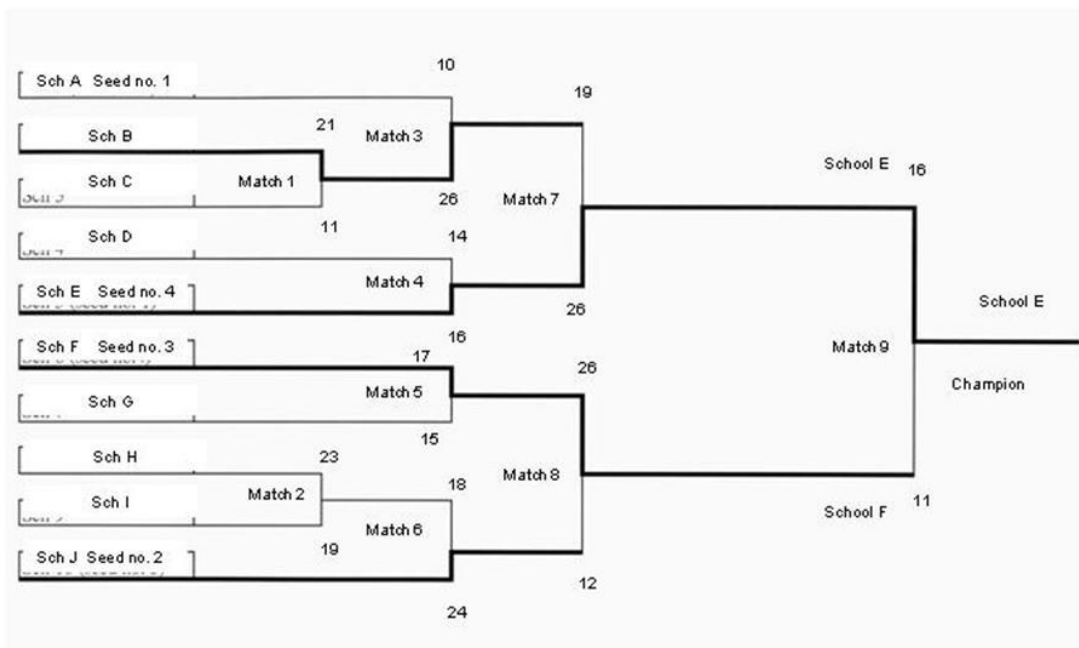 10
Sch A Seed no. 1
19
Sch B
21
Match 3
School E
16
Sch C
Match 1
26
Match 7
11
14
Sch D
Match 4
Sch E Seed no. 4
26
School E
16
Sch F Seed no. 3
17
26
Match 9
Match 5
Champion
Sch G
15
Sch H
23
Match 8
18
Match 2
Sch I
School F
11
Match 6
19
Sch J Seed no. 2
12
24